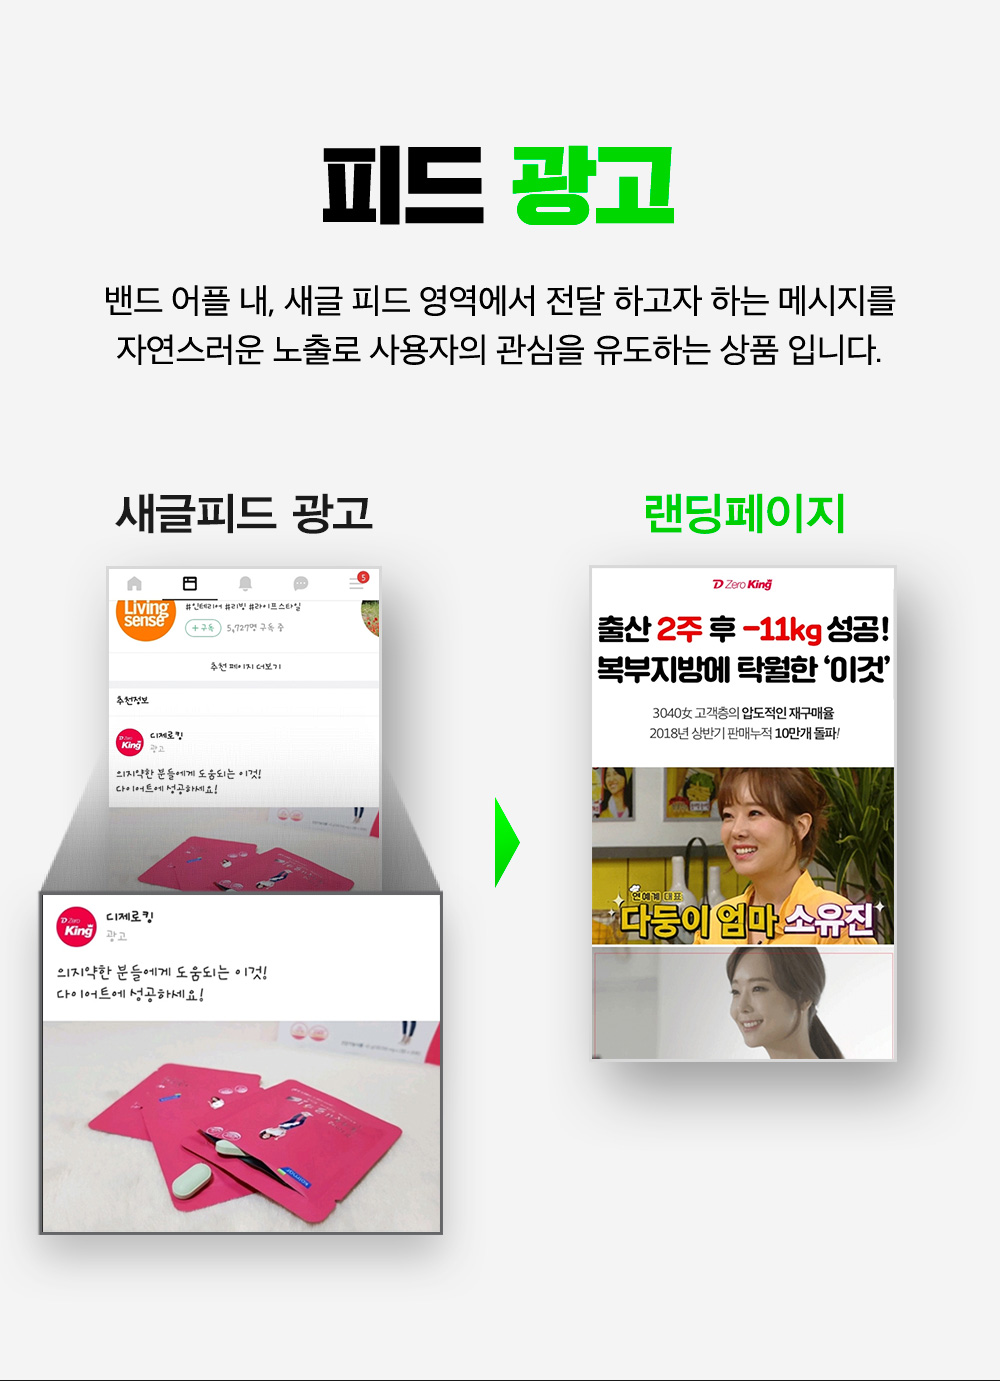 피드 광고
밴드 어플 내, 새글 피드 영역에서 전달 하고자 하는 메시지를
자연스러운 노출로 사용자의 관심을 유도하는 상품 입니다.
새글피드 광고
5
Living
sense
#인테리어 #리빙 #라이프스타일
+ 구독 5,727명 구독 중
추천 페이지 더보기
추천정보
D Zero
King
디제로킹
광고
의지약한 분들에게 도움되는 이것!
다이어트에 성공하세요!
D Zero
King
디제로킹
광고
의지약한 분들에게 도움되는 이것!
다이어트에 성공하세요!
랜딩페이지
D Zero King
출산 2주 후 -11kg 성공!
복부지방에 탁월한 ‘이것’
3040女 고객층의 압도적인 재구매율
2018년 상반기 판매누적 10만개 돌파!
연예계 대표
다둥이 엄마 소유진